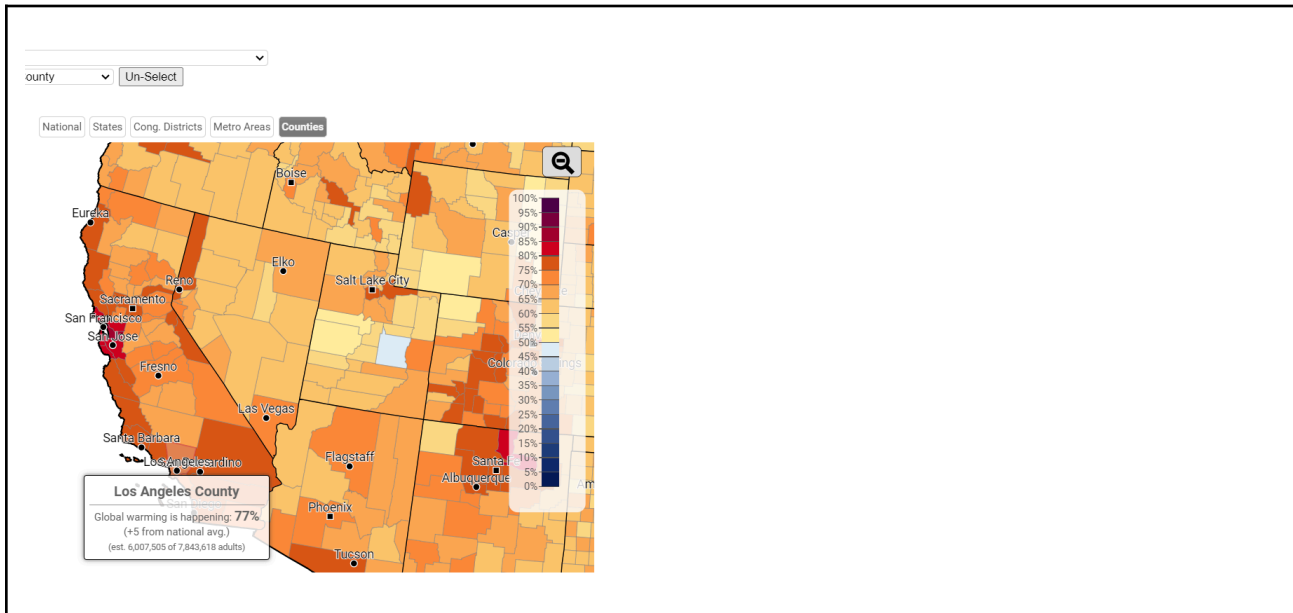 ounty
Un-Select
National States Cong. Districts Metro Areas Counties
Boise
100%
95%
90%
85%
80%
75%
70%
65%
60%
55%
50%
45%
40%
35%
30%
25%
20%
15%
10%
5%
0%
Eureka
Elko
Reno
Salt Lake City
Sacramento
San Francisco
San Jose
Fresno
Las Vegas
Santa Barbara
Los Angeles
Flagstaff
Albuquerque
Phoenix
Tucson
Los Angeles County
Global warming is happening: 77%
(+5 from national avg.)
(est. 6,007,505 of 7,843,618 adults)